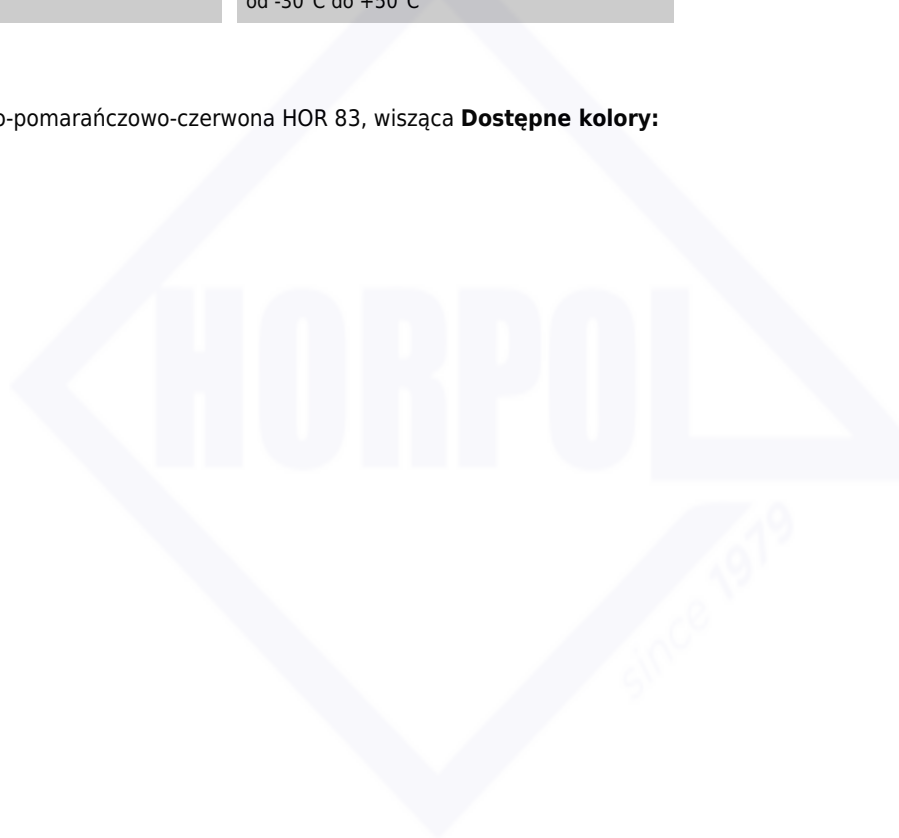 od -30°C do +50°C
o-pomarańczowo-czerwona HOR 83, wisząca Dostępne kolory:
HORPOL
since 1979